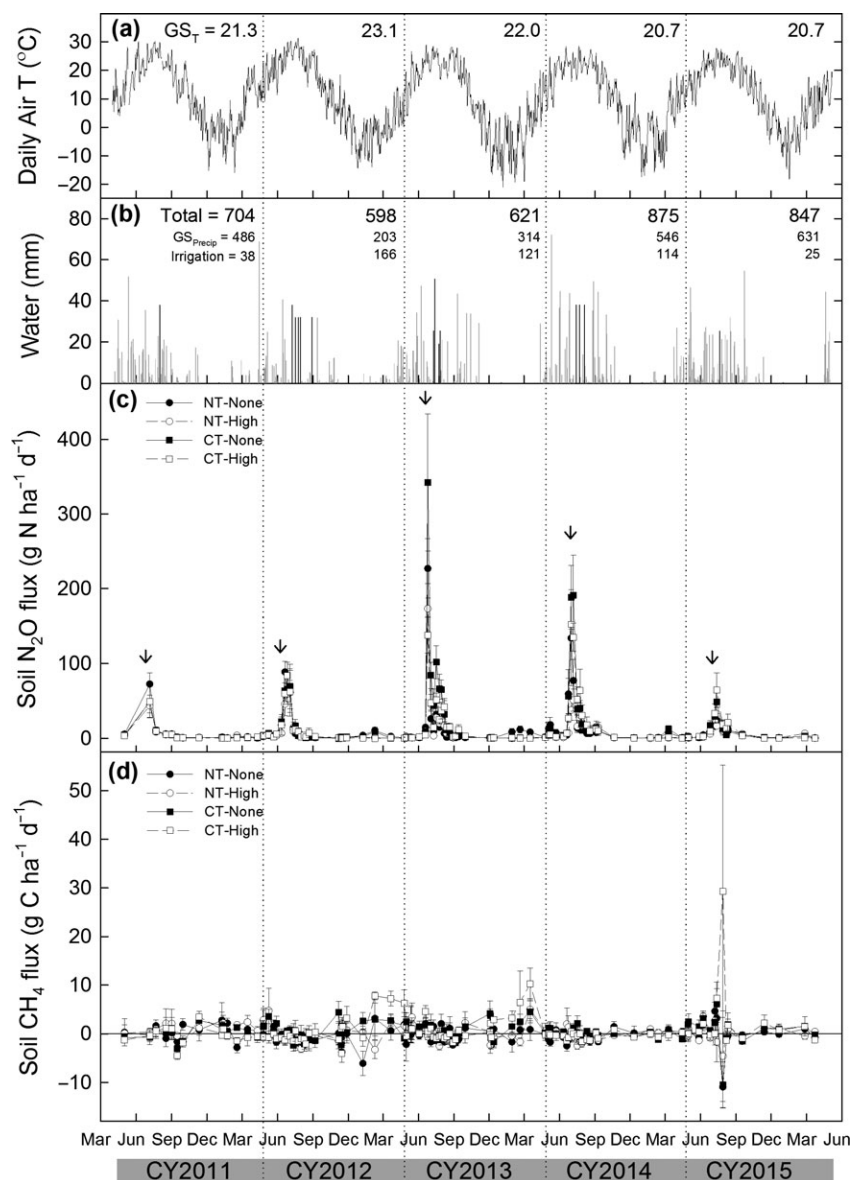 (a) GS_T = 21.3 23.1 22.0 20.7 20.7
Daily Air T (°C)
30
20
10
0
−10
−20
(b) Total = 704 598 621 875 847
GS_Precip = 486 203 314 546 631
Irrigation = 38 166 121 114 25
Water (mm)
80
60
40
20
0
(c)
NT-None
NT-High
CT-None
CT-High
Soil N₂O flux (g N ha⁻¹ d⁻¹)
400
300
200
100
0
(d)
NT-None
NT-High
CT-None
CT-High
Soil CH₄ flux (g C ha⁻¹ d⁻¹)
50
40
30
20
10
0
−10
Mar Jun Sep Dec Mar Jun Sep Dec Mar Jun Sep Dec Mar Jun Sep Dec Mar Jun Sep Dec Mar Jun
CY2011 CY2012 CY2013 CY2014 CY2015